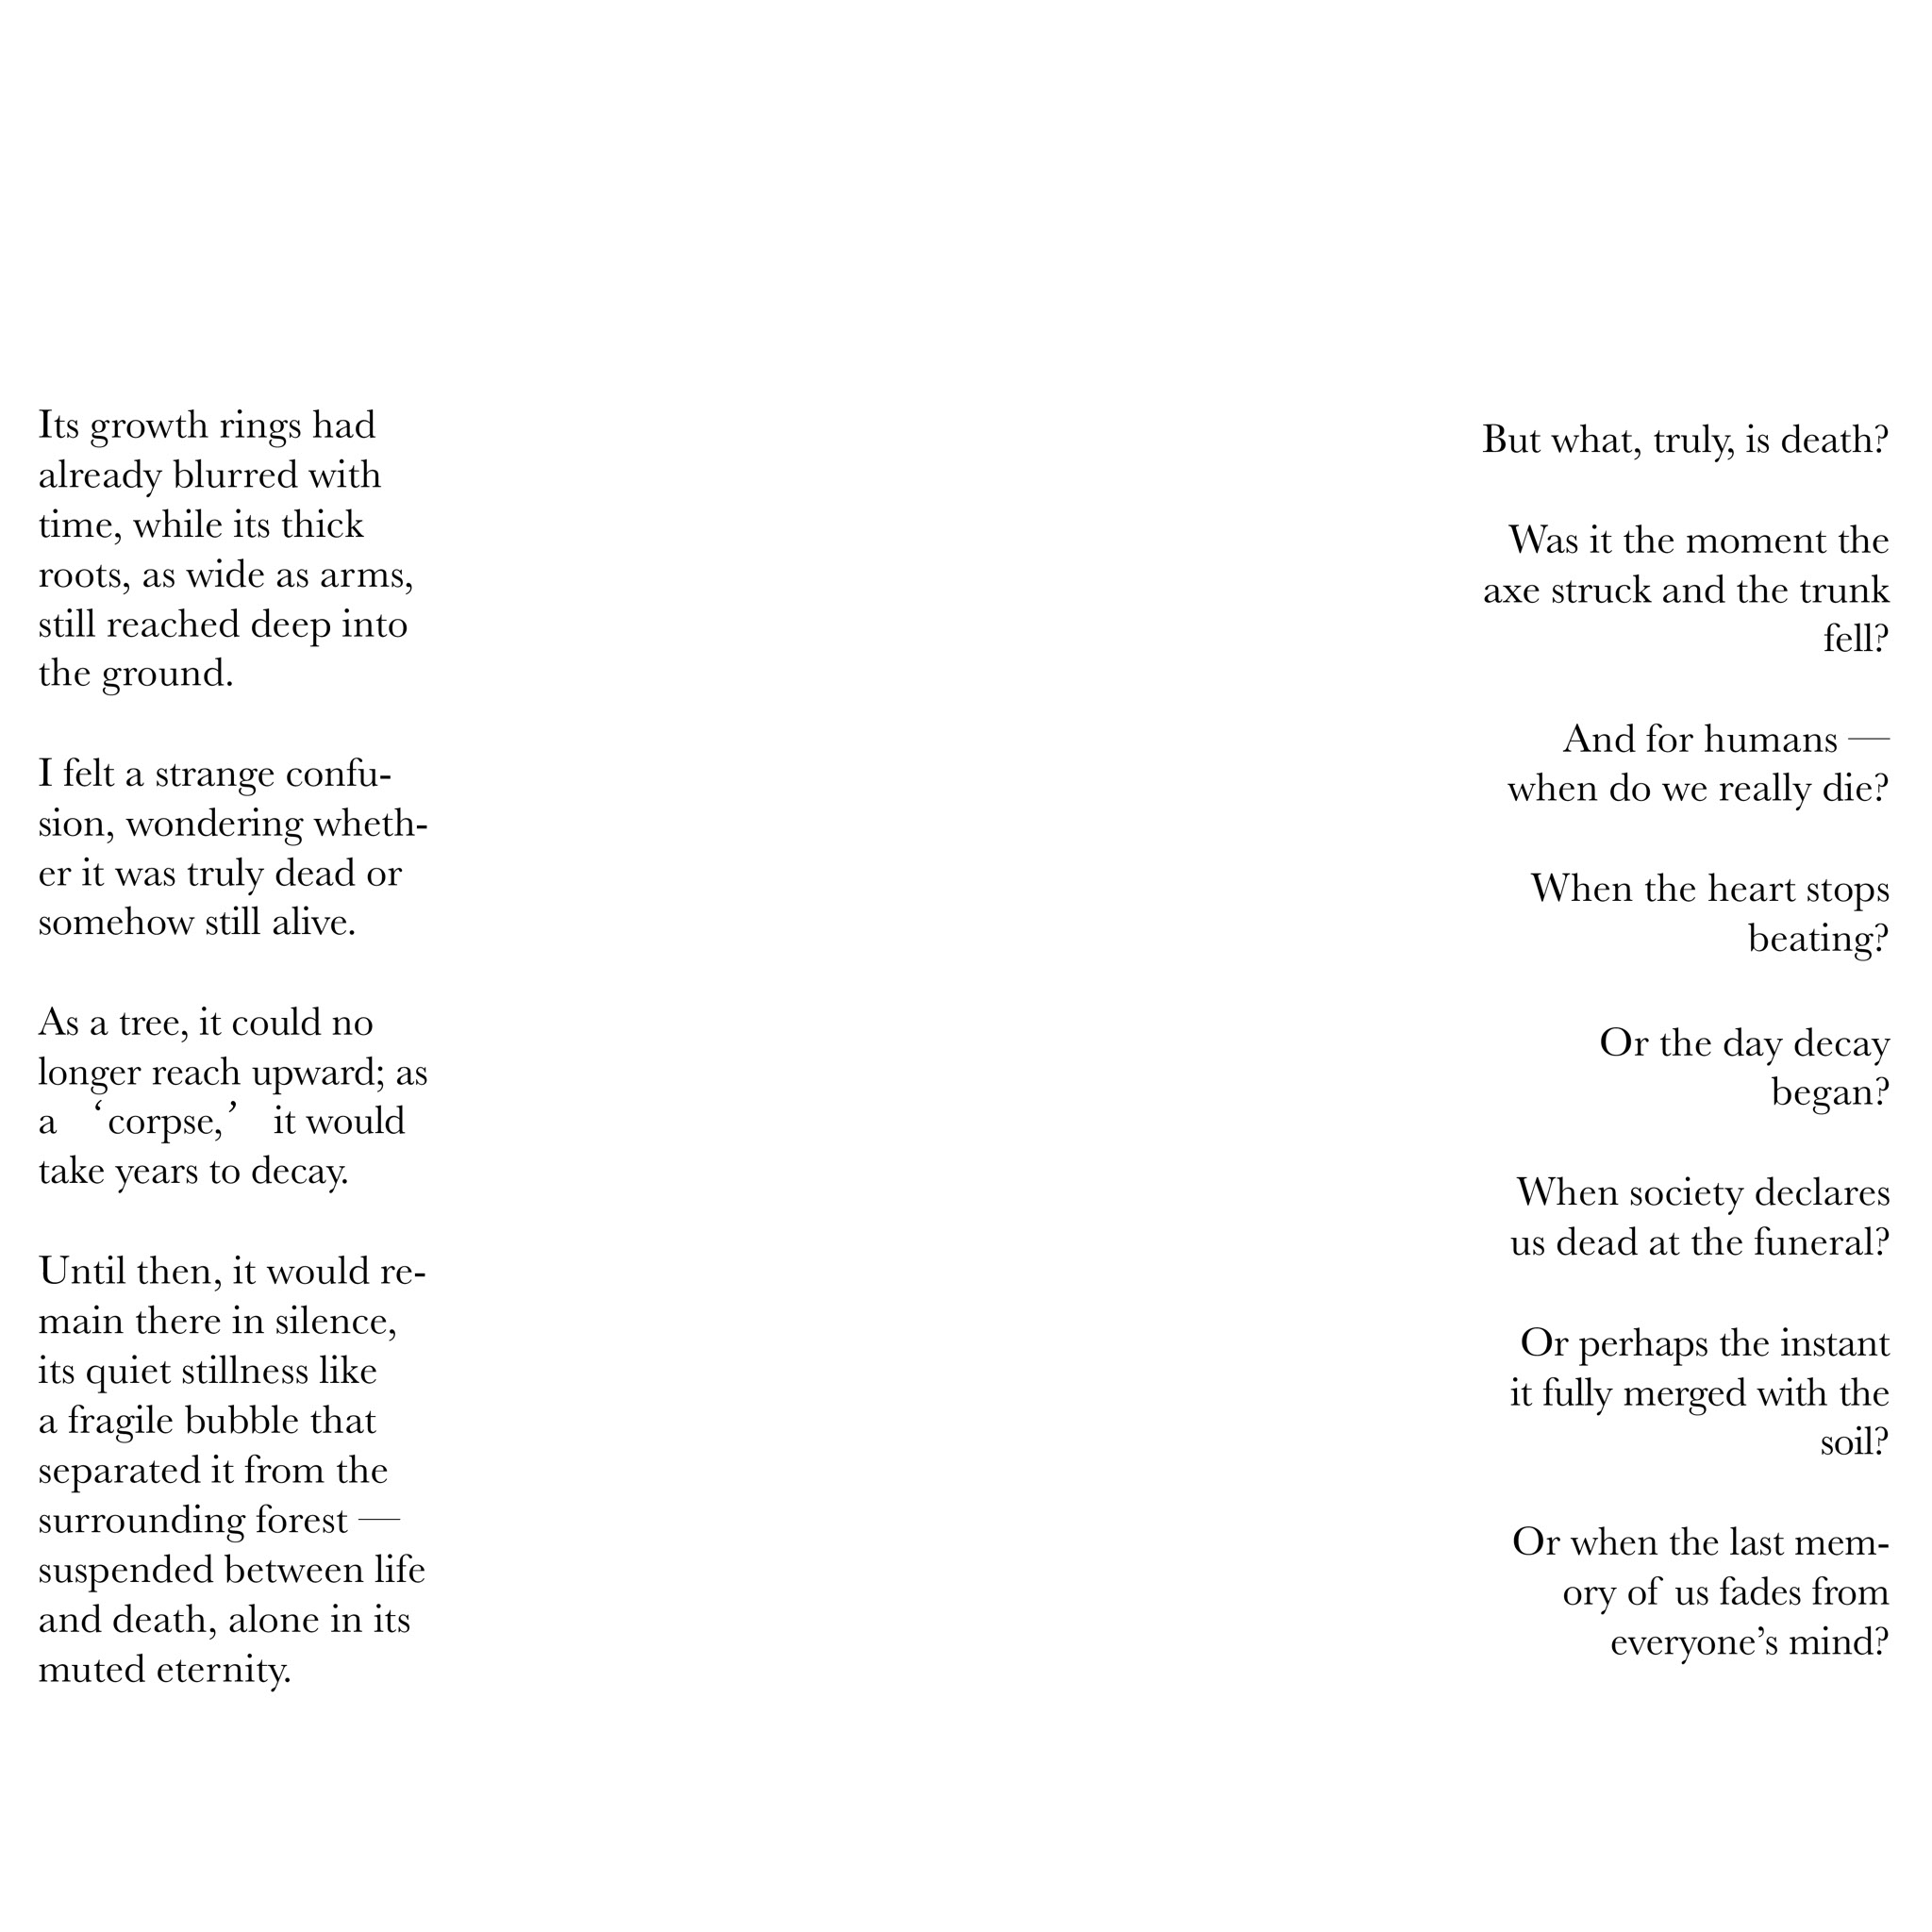 Its growth rings had
already blurred with
time, while its thick
roots, as wide as arms,
still reached deep into
the ground.
I felt a strange confu-
sion, wondering wheth-
er it was truly dead or
somehow still alive.
As a tree, it could no
longer reach upward; as
a ‘corpse,’ it would
take years to decay.
Until then, it would re-
main there in silence,
its quiet stillness like
a fragile bubble that
separated it from the
surrounding forest —
suspended between life
and death, alone in its
muted eternity.
But what, truly, is death?
Was it the moment the
axe struck and the trunk
fell?
And for humans —
when do we really die?
When the heart stops
beating?
Or the day decay
began?
When society declares
us dead at the funeral?
Or perhaps the instant
it fully merged with the
soil?
Or when the last mem-
ory of us fades from
everyone’s mind?